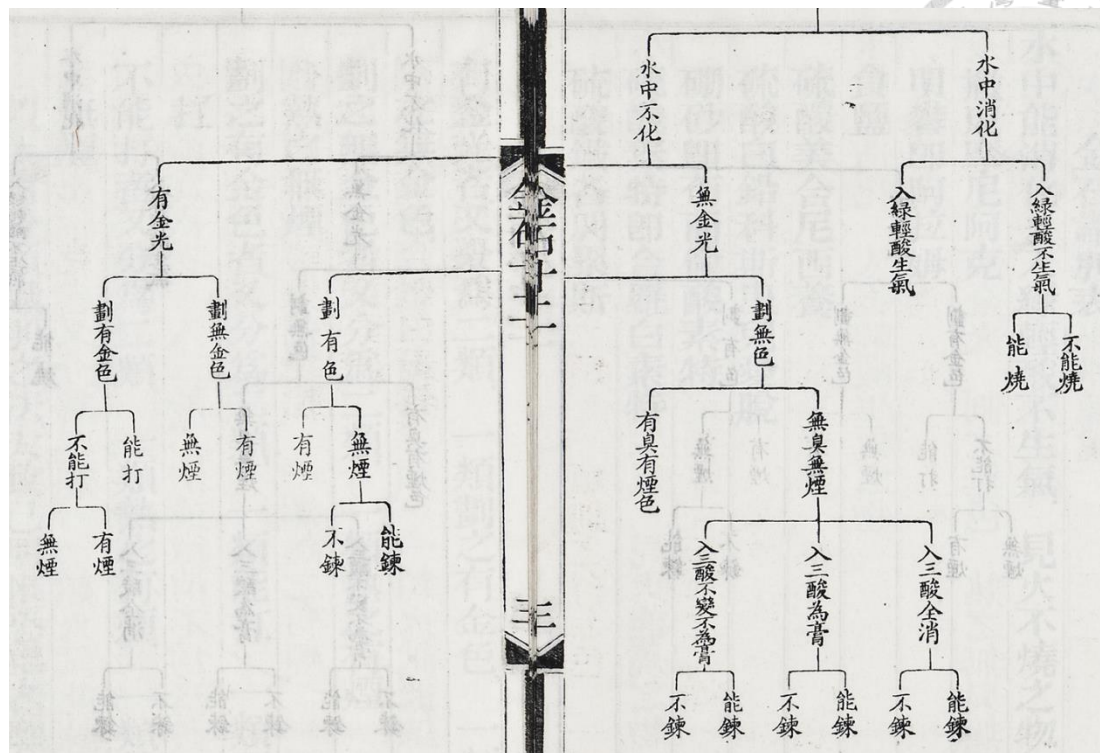 水中消化
水中不化
入緑輕酸不生氣
入緑輕酸生氣
無金光
有金光
不能燒
能燒
劃無色
劃有色
劃無金色
劃有金色
無臭無煙
有臭有煙色
無煙
有煙
有煙
無煙
能打
不能打
能鍊
不鍊
有煙
無煙
入三酸全消
入三酸為膏
入三酸不變不為膏
能鍊
不鍊
能鍊
不鍊
能鍊
不鍊
金石
三